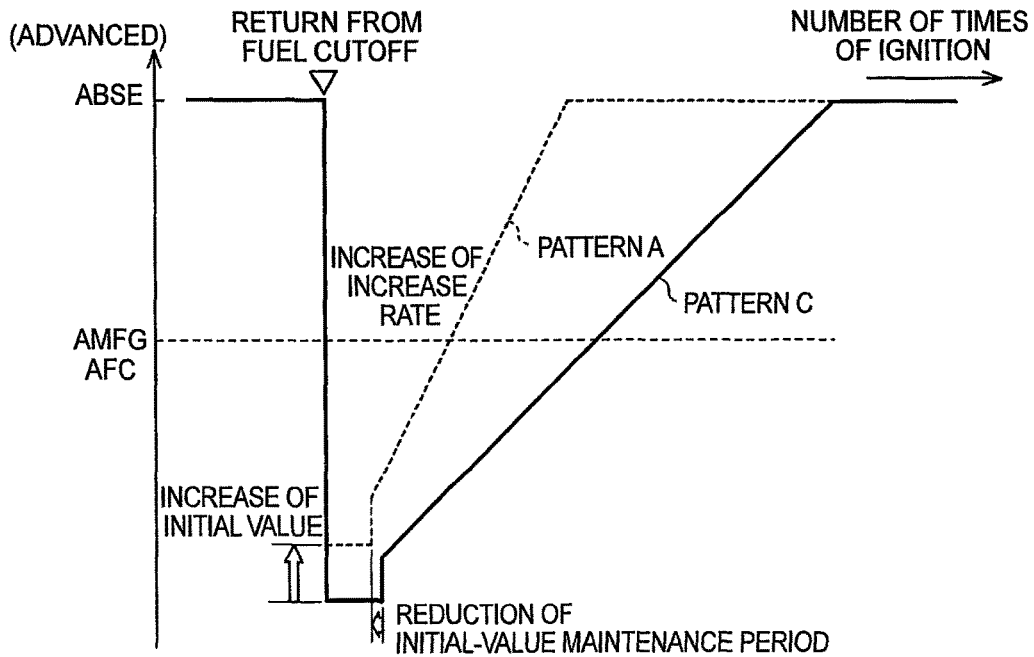 (ADVANCED)
RETURN FROM
FUEL CUTOFF
NUMBER OF TIMES
OF IGNITION
ABSE
PATTERN A
INCREASE OF
INCREASE
RATE
PATTERN C
AMFG
AFC
INCREASE OF
INITIAL VALUE
REDUCTION OF
INITIAL-VALUE MAINTENANCE PERIOD